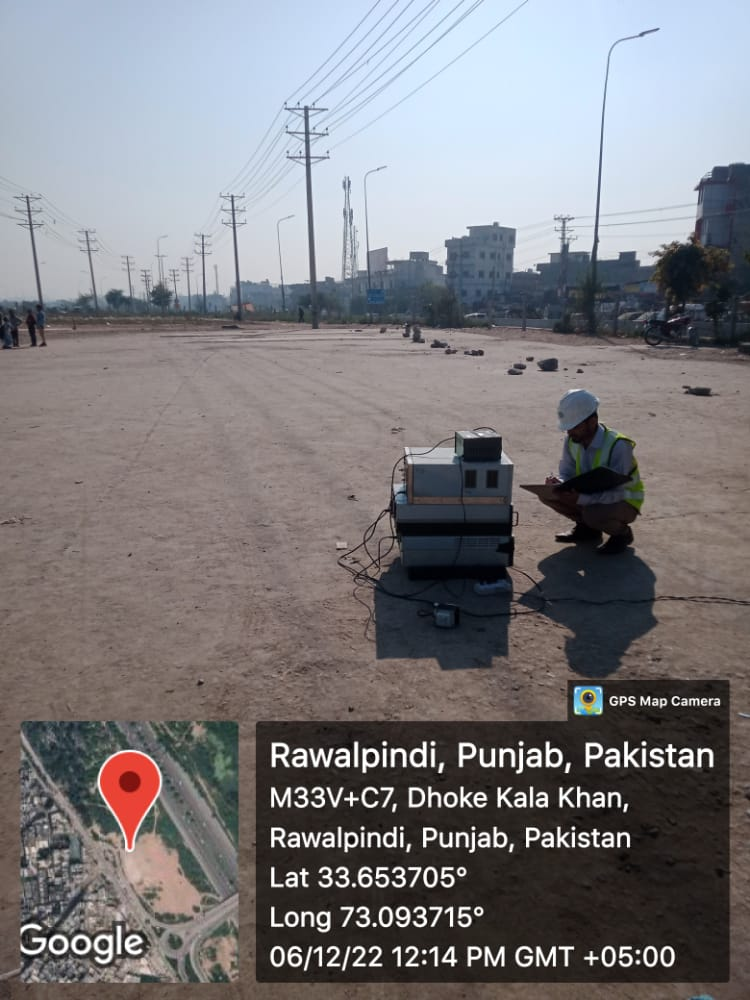 GPS Map Camera
Rawalpindi, Punjab, Pakistan
M33V+C7, Dhoke Kala Khan,
Rawalpindi, Punjab, Pakistan
Lat 33.653705°
Long 73.093715°
06/12/22 12:14 PM GMT +05:00
Google